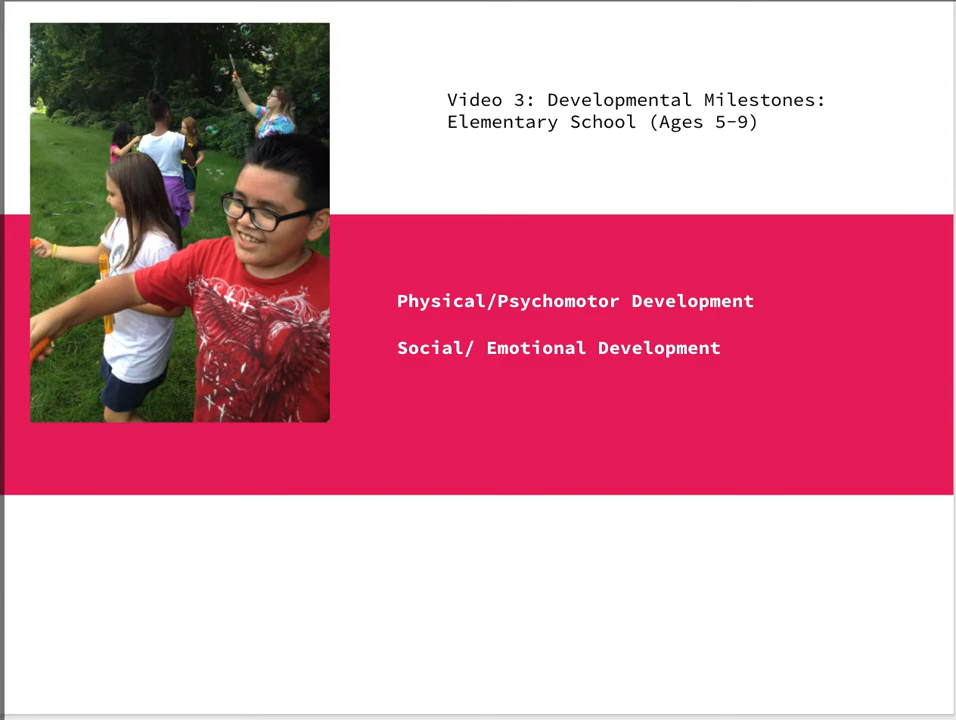 Video 3: Developmental Milestones:
Elementary School (Ages 5-9)
Physical/Psychomotor Development
Social/ Emotional Development